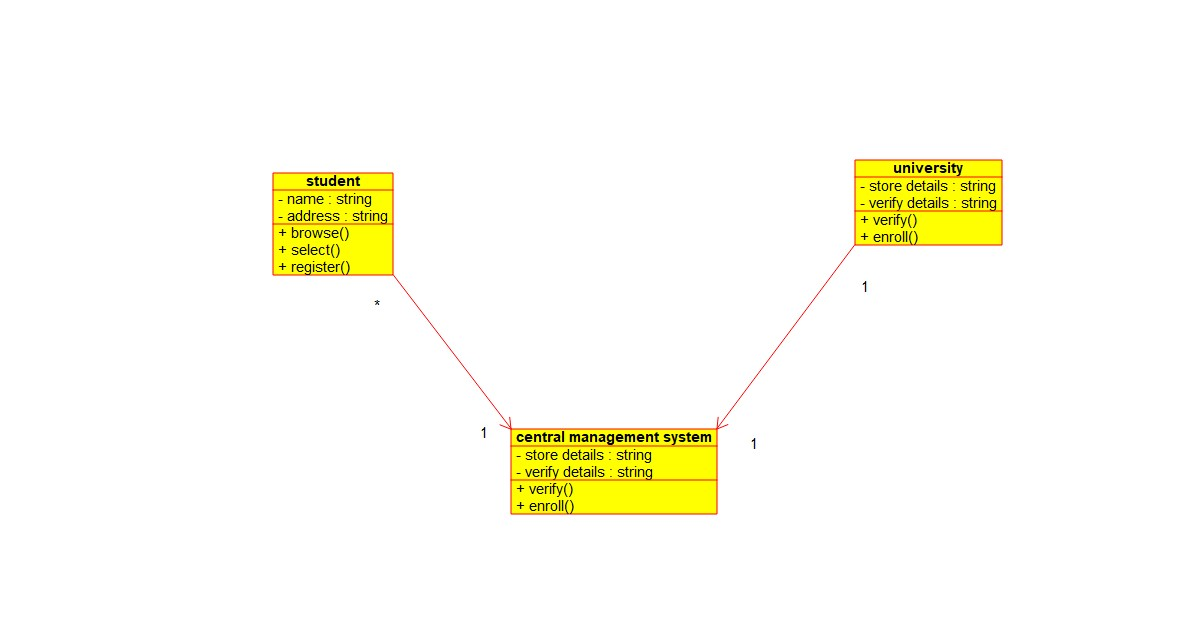 student
- name : string
- address : string
+ browse()
+ select()
+ register()
*
1
university
- store details : string
- verify details : string
+ verify()
+ enroll()
1
1
central management system
- store details : string
- verify details : string
+ verify()
+ enroll()